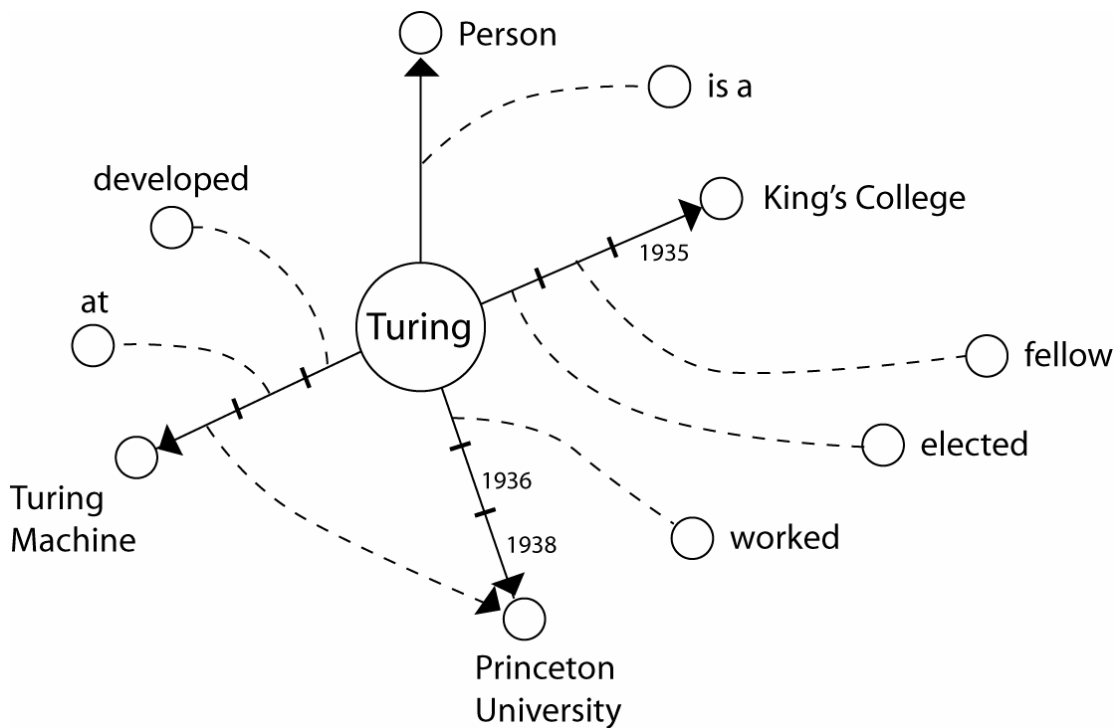 Person
is a
developed
King's College
1935
at
Turing
fellow
elected
Turing
Machine
1936
worked
1938
Princeton
University